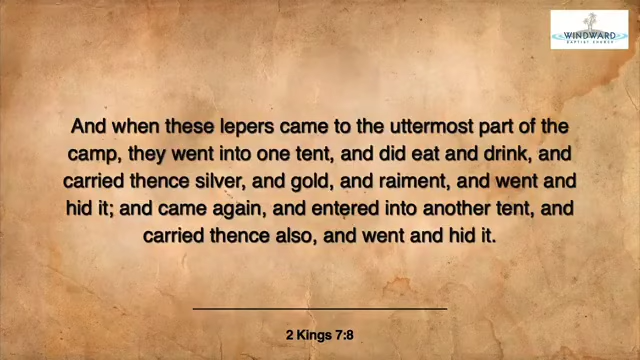 WINDWARD
BAPTIST CHURCH
And when these lepers came to the uttermost part of the
camp, they went into one tent, and did eat and drink, and
carried thence silver, and gold, and raiment, and went and
hid it; and came again, and entered into another tent, and
carried thence also, and went and hid it.
2 Kings 7:8